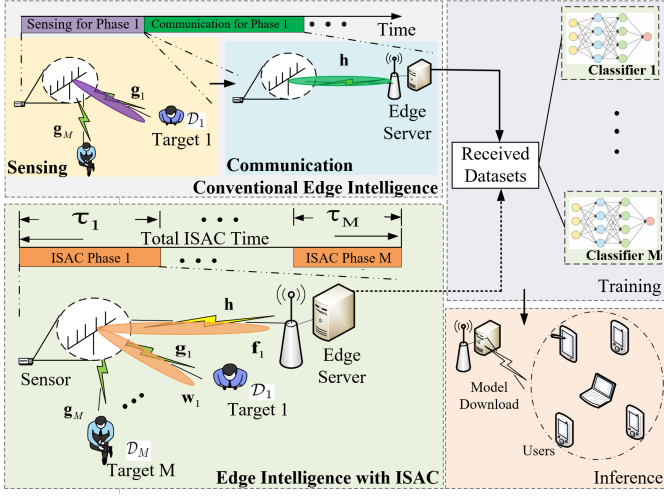 Sensing for Phase 1
Communication for Phase 1
Time
g1
𝒟1
Target 1
gM
Sensing
h
Edge
Server
Communication
Conventional Edge Intelligence
Classifier 1
Received
Datasets
Classifier M
Training
τ1
τM
Total ISAC Time
ISAC Phase 1
ISAC Phase M
h
g1
f1
Edge
Server
Sensor
w1
𝒟1
Target 1
gM
𝒟M
Target M
Edge Intelligence with ISAC
Model
Download
Users
Inference